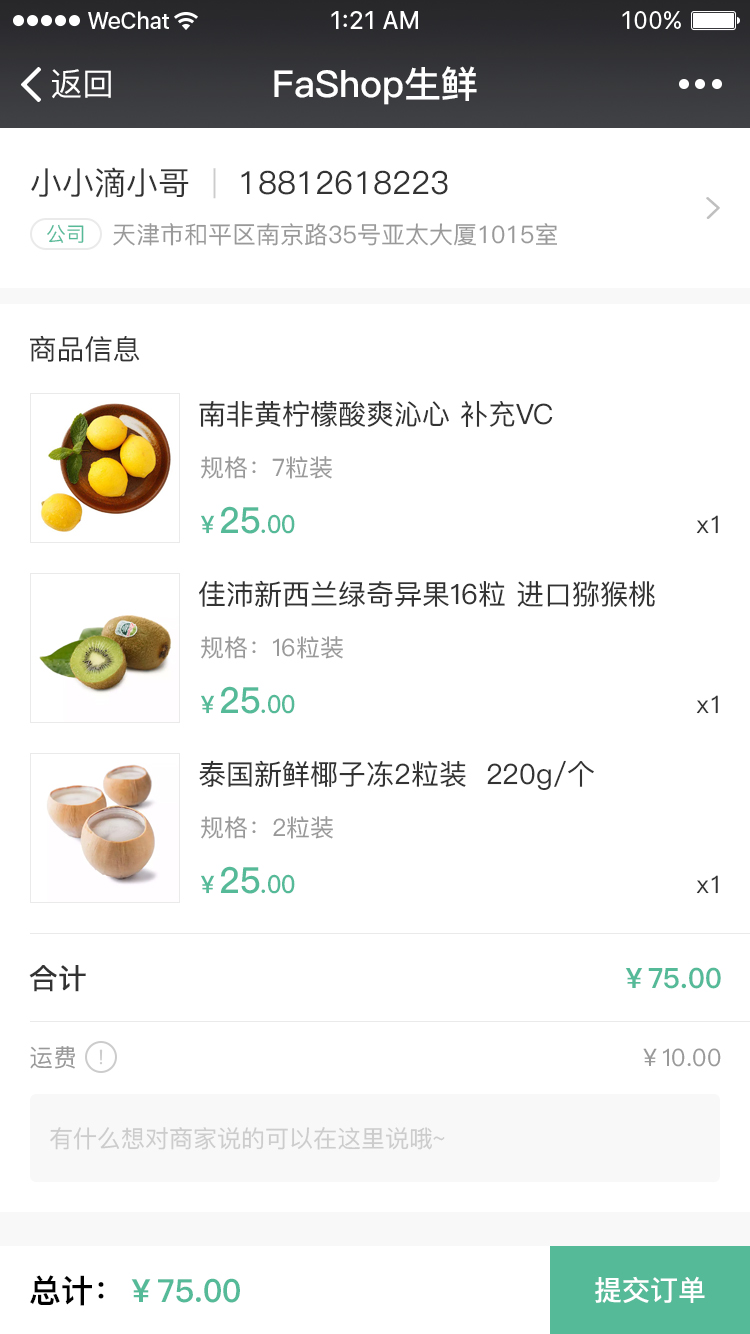 WeChat 1:21 AM 100%
返回 FaShop生鲜
小小滴小哥 | 18812618223
公司 天津市和平区南京路35号亚太大厦1015室
商品信息
南非黄柠檬酸爽沁心 补充VC
规格：7粒装
¥25.00 x1
佳沛新西兰绿奇异果16粒 进口猕猴桃
规格：16粒装
¥25.00 x1
泰国新鲜椰子冻2粒装 220g/个
规格：2粒装
¥25.00 x1
合计 ¥75.00
运费 ! ¥10.00
有什么想对商家说的可以在这里说哦~
总计：¥75.00 提交订单